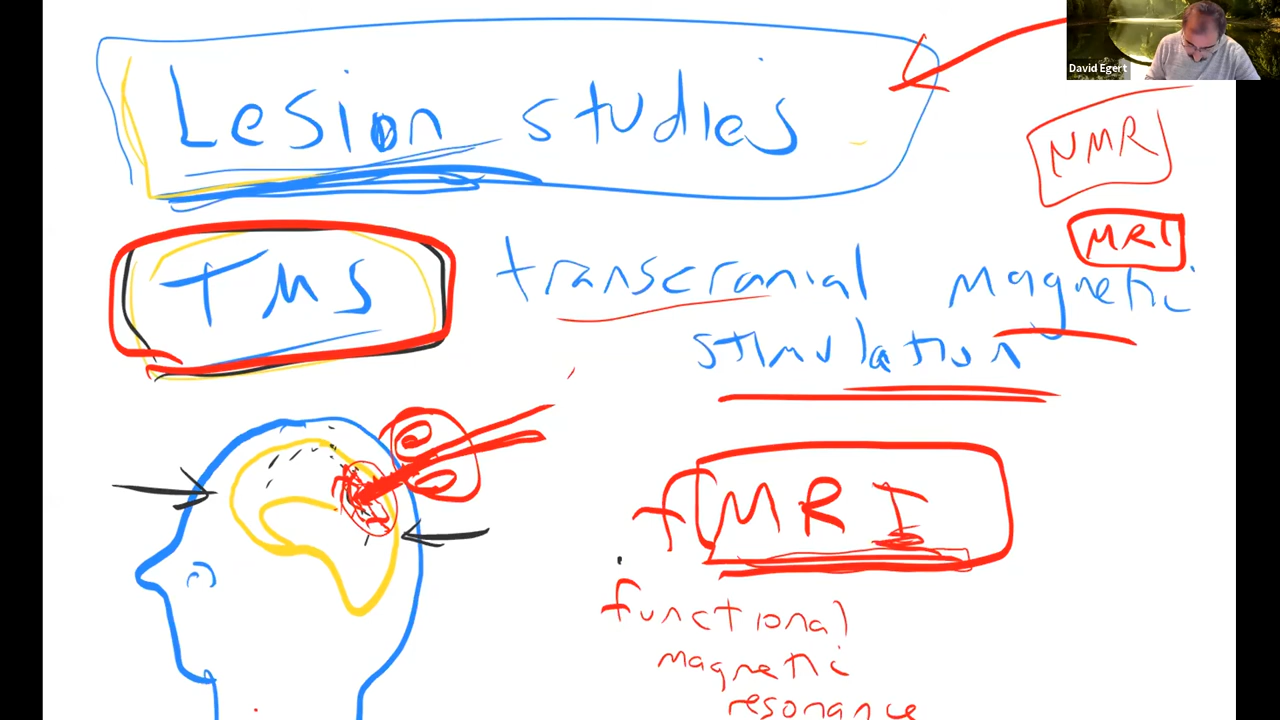 David Egert
Lesion studies
NMR
MRI
TMS transcranial magnetic
stimulation
fMRI
functional
magnetic
resonance